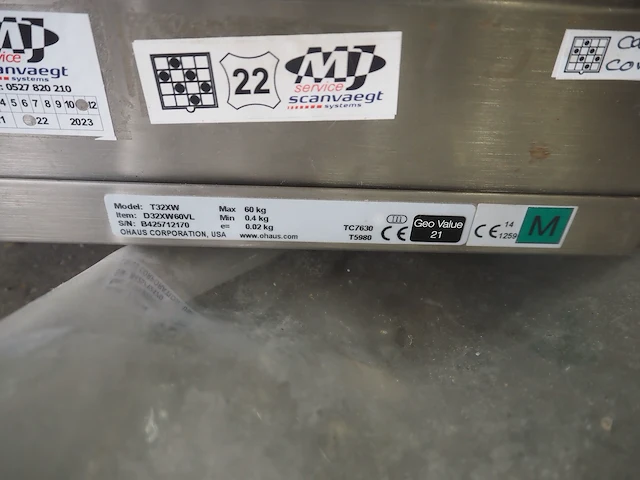 MJ
service
scanvaegt
systems
: 0527 820 210
4 5 6 7 8 9 10 12
22 2023
22
MJ
service
scanvaegt
systems
Ca
Model: T32XW Max 60 kg
Item: D32XW60VL Min 0.4 kg
S/N: B425712170 e= 0.02 kg
OHAUS CORPORATION, USA www.ohaus.com
TC7630
T5980
CE
Geo Value
21
CE 14
1259
M